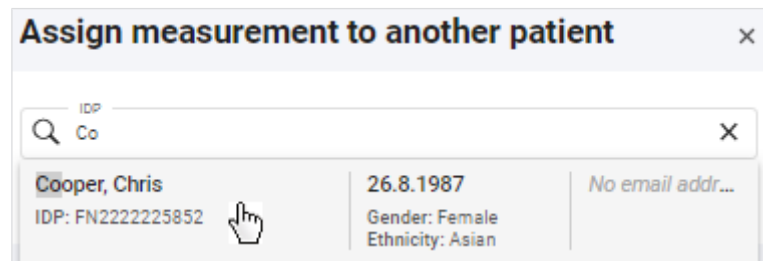 Assign measurement to another patient
IDP
Co
Cooper, Chris
IDP: FN2222225852
26.8.1987
Gender: Female
Ethnicity: Asian
No email addr...